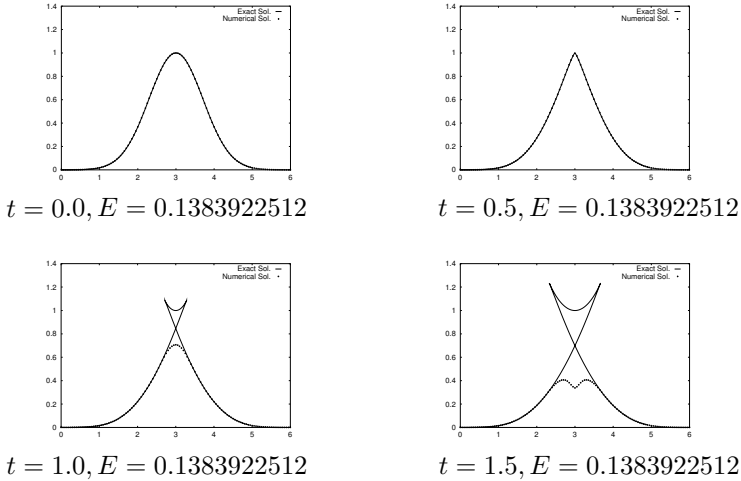 1.4
1.2
1
0.8
0.6
0.4
0.2
0
0 1 2 3 4 5 6
Exact Sol.
Numerical Sol.
t = 0.0, E = 0.1383922512
1.4
1.2
1
0.8
0.6
0.4
0.2
0
0 1 2 3 4 5 6
Exact Sol.
Numerical Sol.
t = 0.5, E = 0.1383922512
1.4
1.2
1
0.8
0.6
0.4
0.2
0
0 1 2 3 4 5 6
Exact Sol.
Numerical Sol.
t = 1.0, E = 0.1383922512
1.4
1.2
1
0.8
0.6
0.4
0.2
0
0 1 2 3 4 5 6
Exact Sol.
Numerical Sol.
t = 1.5, E = 0.1383922512